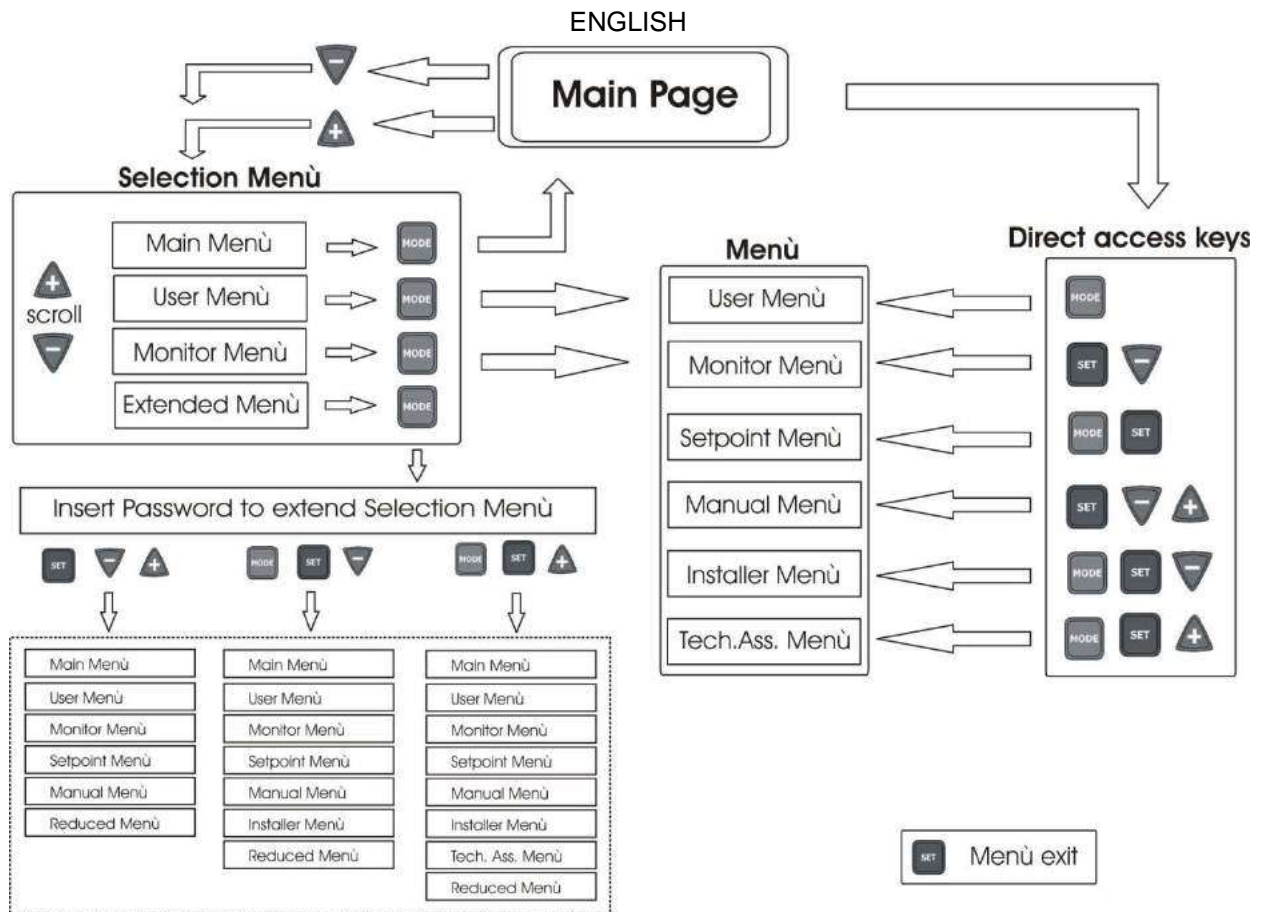 ENGLISH
Main Page
-
+
Selection Menù
Main Menù
MODE
User Menù
MODE
Monitor Menù
MODE
Extended Menù
MODE
+
scroll
-
Insert Password to extend Selection Menù
SET - +
MODE SET -
MODE SET +
Main Menù
User Menù
Monitor Menù
Setpoint Menù
Manual Menù
Reduced Menù
Main Menù
User Menù
Monitor Menù
Setpoint Menù
Manual Menù
Installer Menù
Reduced Menù
Main Menù
User Menù
Monitor Menù
Setpoint Menù
Manual Menù
Installer Menù
Tech. Ass. Menù
Reduced Menù
Menù
User Menù
Monitor Menù
Setpoint Menù
Manual Menù
Installer Menù
Tech.Ass. Menù
Direct access keys
MODE
SET -
MODE SET
SET - +
MODE SET -
MODE SET +
SET Menù exit